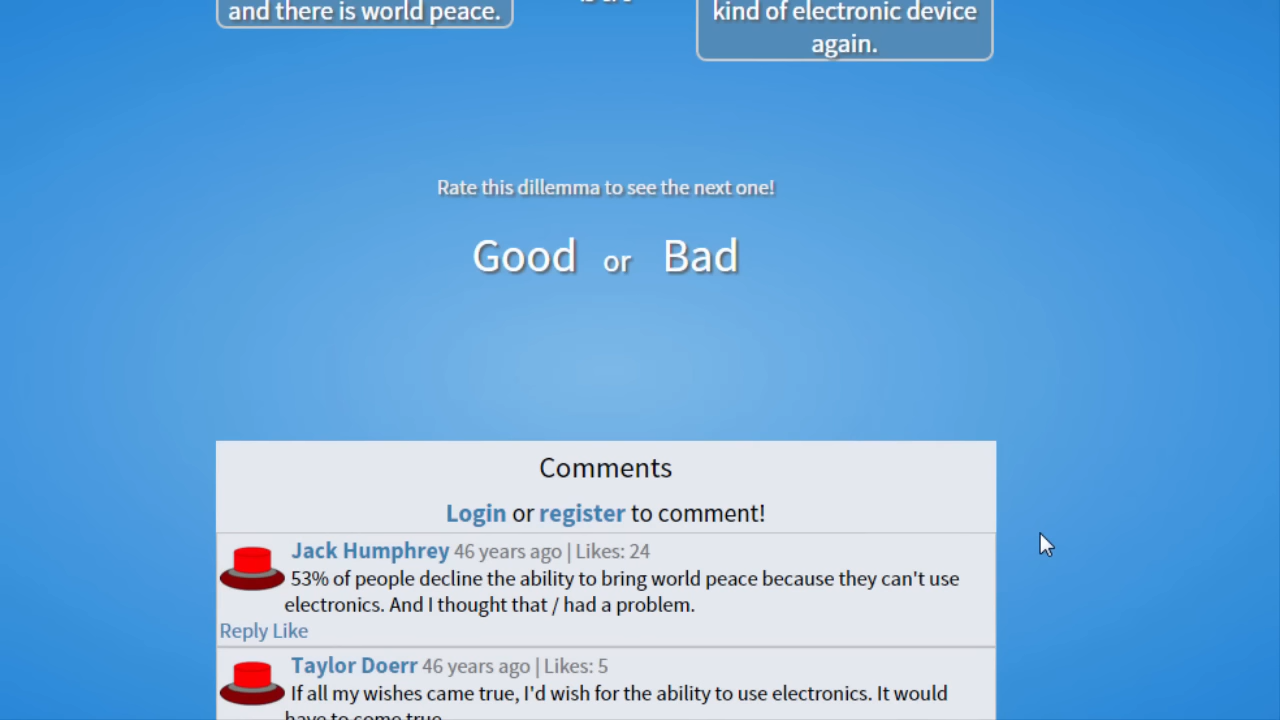 and there is world peace.
kind of electronic device
again.
Rate this dillemma to see the next one!
Good or Bad
Comments
Login or register to comment!
Jack Humphrey 46 years ago | Likes: 24
53% of people decline the ability to bring world peace because they can't use
electronics. And I thought that / had a problem.
Reply Like
Taylor Doerr 46 years ago | Likes: 5
If all my wishes came true, I'd wish for the ability to use electronics. It would
have to come true